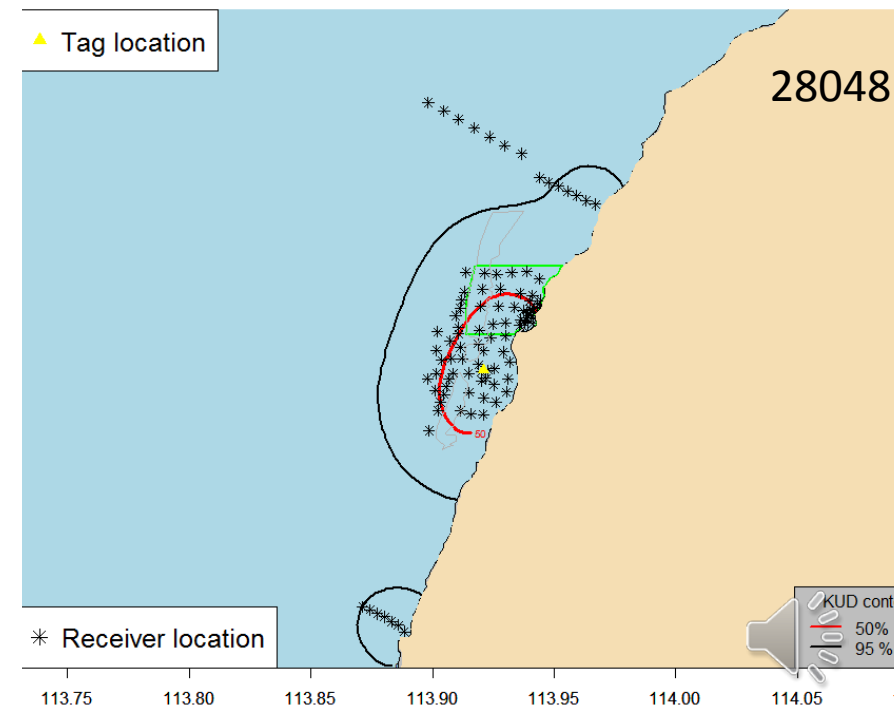 Tag location
28048
50
Receiver location
KUD cont
50%
95 %
113.75 113.80 113.85 113.90 113.95 114.00 114.05